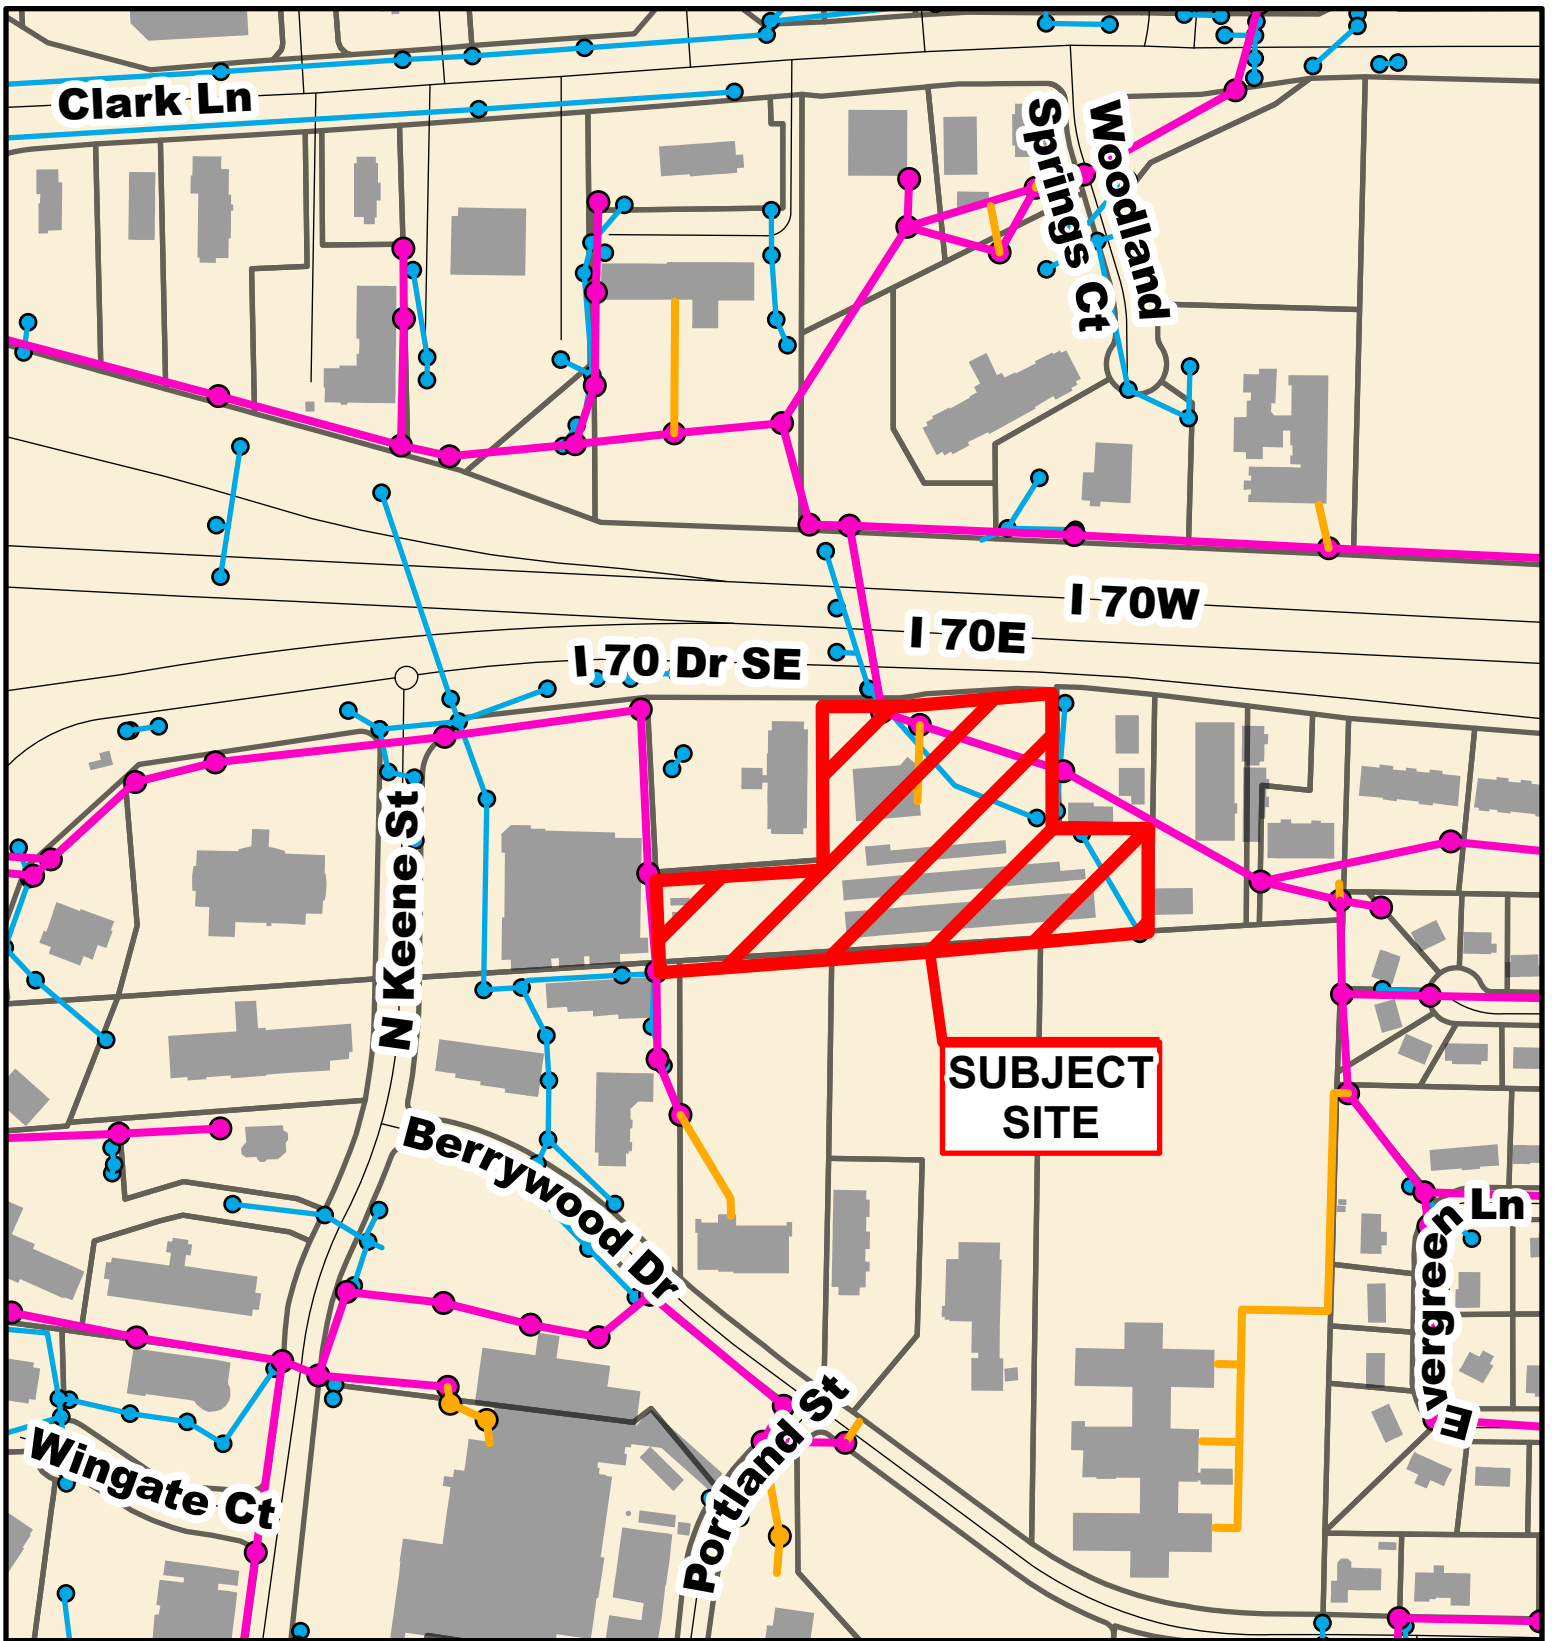 Clark Ln
Woodland
Springs Ct
I 70W
I 70E
I 70 Dr SE
N Keene St
SUBJECT
SITE
Berrywood Dr
Evergreen Ln
Portland St
Wingate Ct